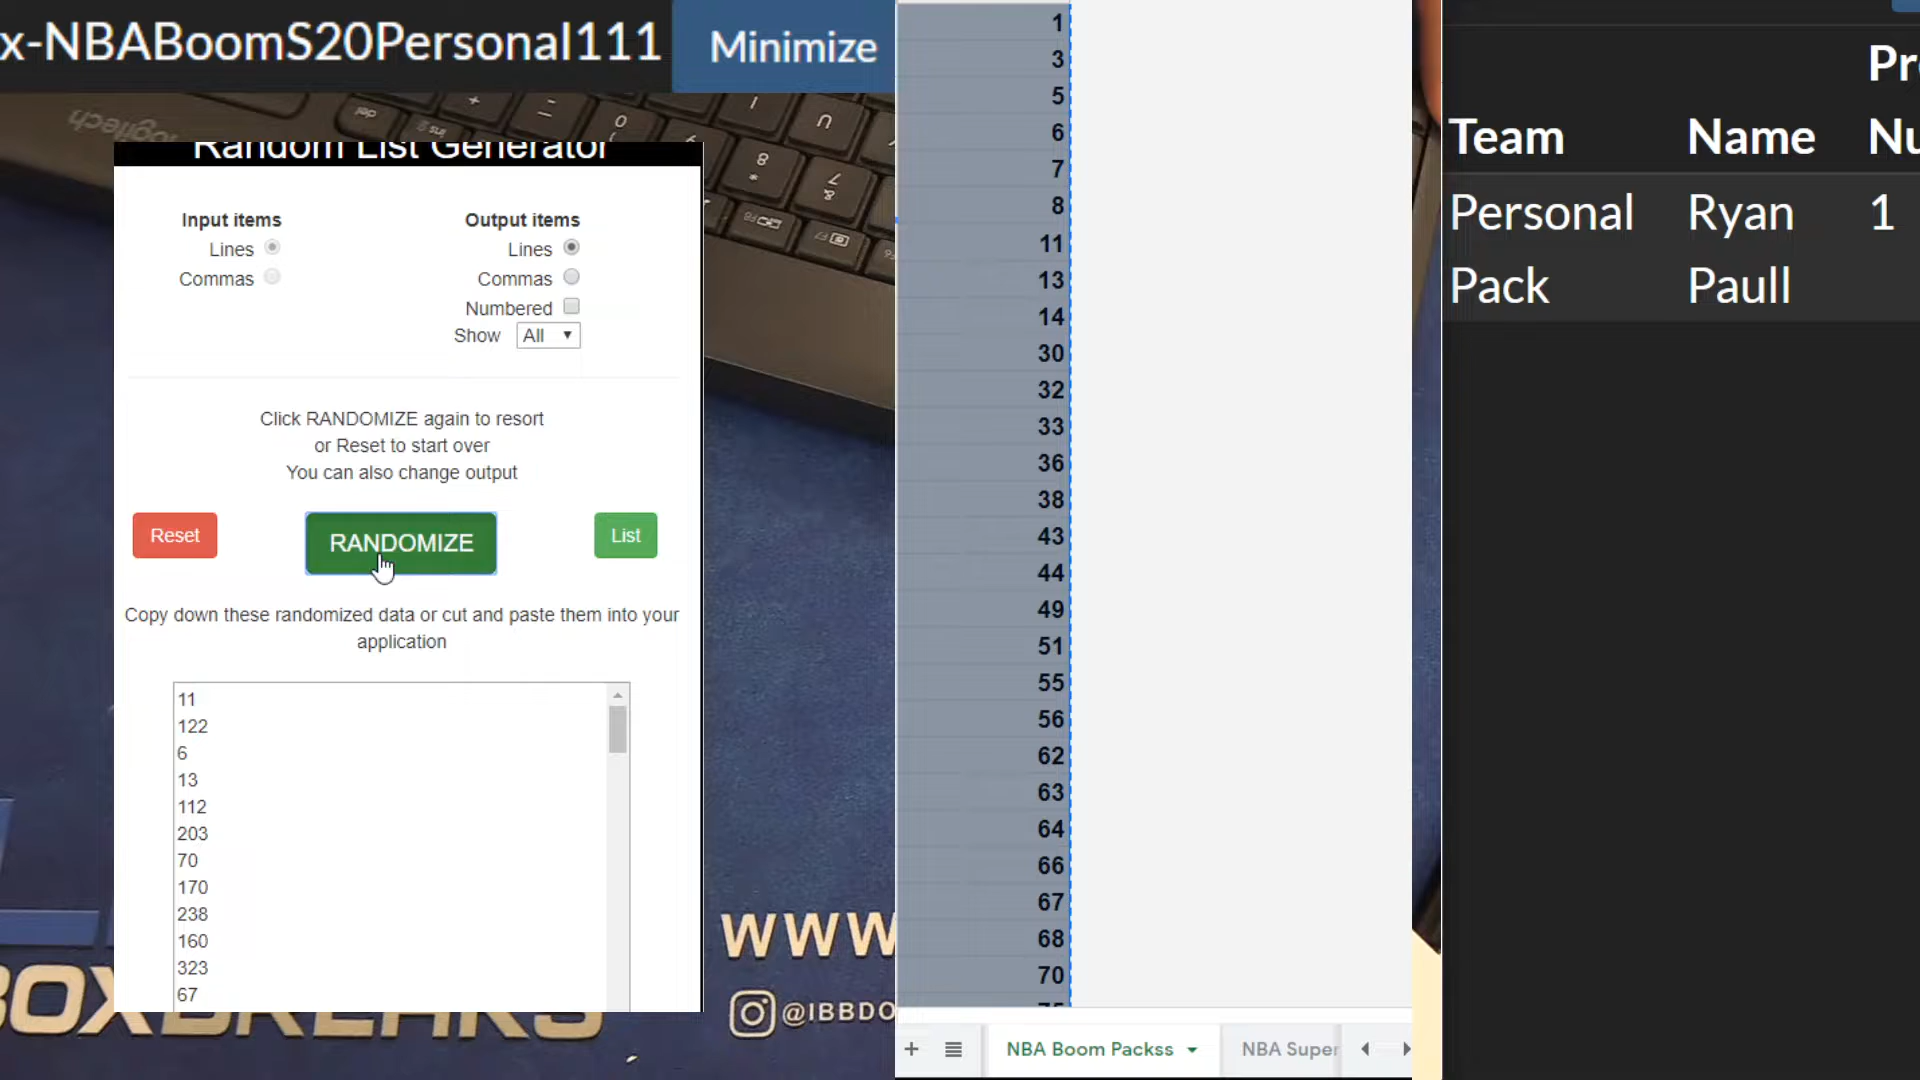 x-NBABoomS20Personal111
Minimize
logitech
Random List Generator
Input items
Lines
Commas
Output items
Lines
Commas
Numbered
Show All
Click RANDOMIZE again to resort
or Reset to start over
You can also change output
Reset
RANDOMIZE
List
Copy down these randomized data or cut and paste them into your
application
11
122
6
13
112
203
70
170
238
160
323
67
1
3
5
6
7
8
11
13
14
30
32
33
36
38
43
44
49
51
55
56
62
63
64
66
67
68
70
NBA Boom Packss
NBA Super
Team
Name
Personal
Ryan
1
Pack
Paull
WWW
@IBBDO
BOXBREAKS